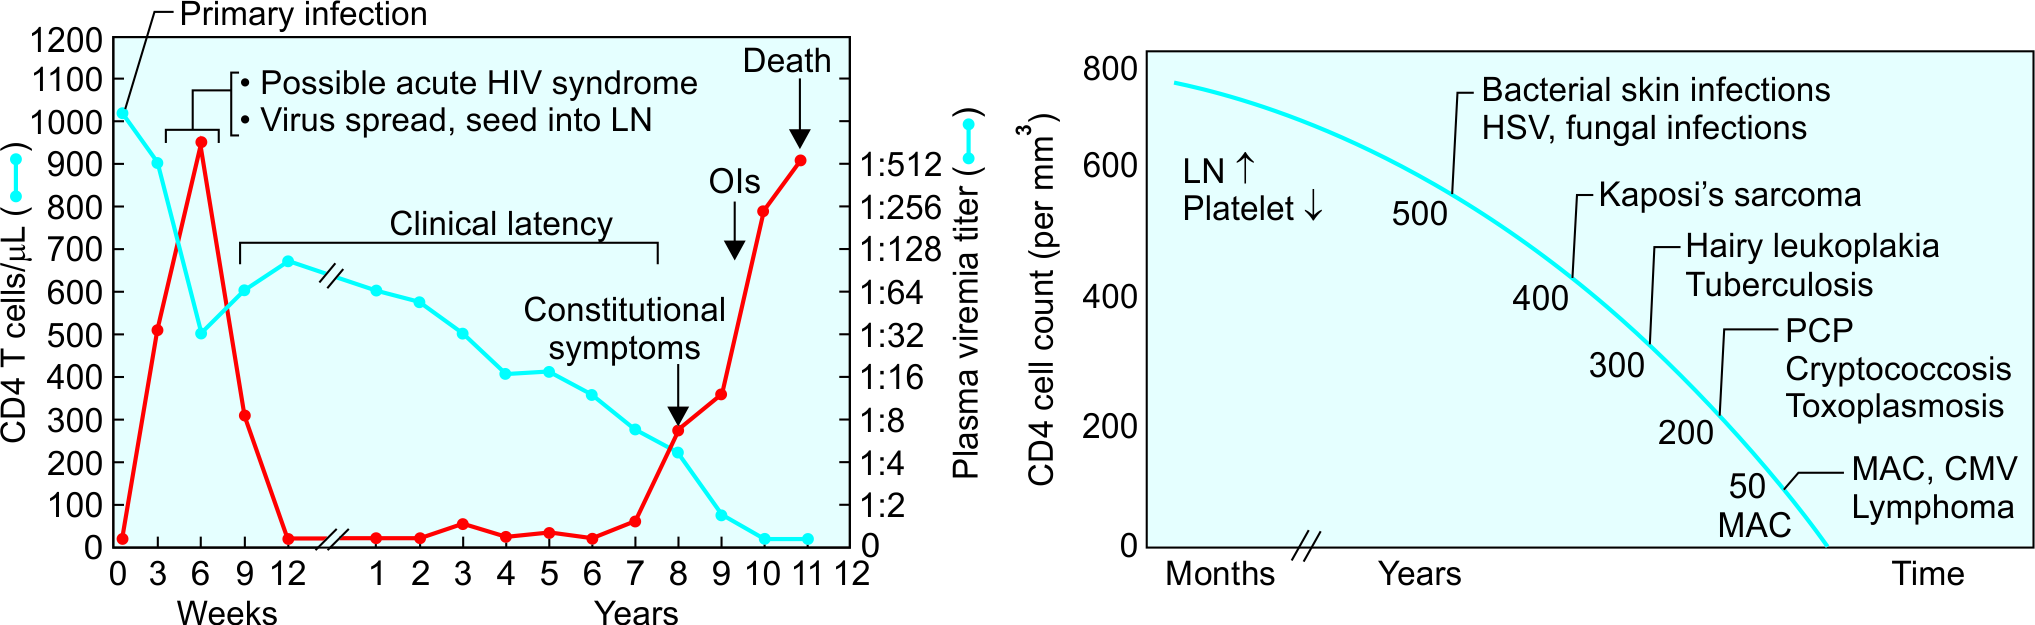 Primary infection
1200
1100
1000
900
800
700
600
500
400
300
200
100
0
CD4 T cells/μL ( )
• Possible acute HIV syndrome
• Virus spread, seed into LN
Clinical latency
Constitutional
symptoms
OIs
Death
1:512
1:256
1:128
1:64
1:32
1:16
1:8
1:4
1:2
0
Plasma viremia titer ( )
0 3 6 9 12 1 2 3 4 5 6 7 8 9 10 11 12
Weeks Years
CD4 cell count (per mm³)
800
600
400
200
0
LN ↑
Platelet ↓
Bacterial skin infections
HSV, fungal infections
500
Kaposi's sarcoma
400
Hairy leukoplakia
Tuberculosis
300
PCP
Cryptococcosis
Toxoplasmosis
200
MAC, CMV
Lymphoma
50
MAC
Months Years Time